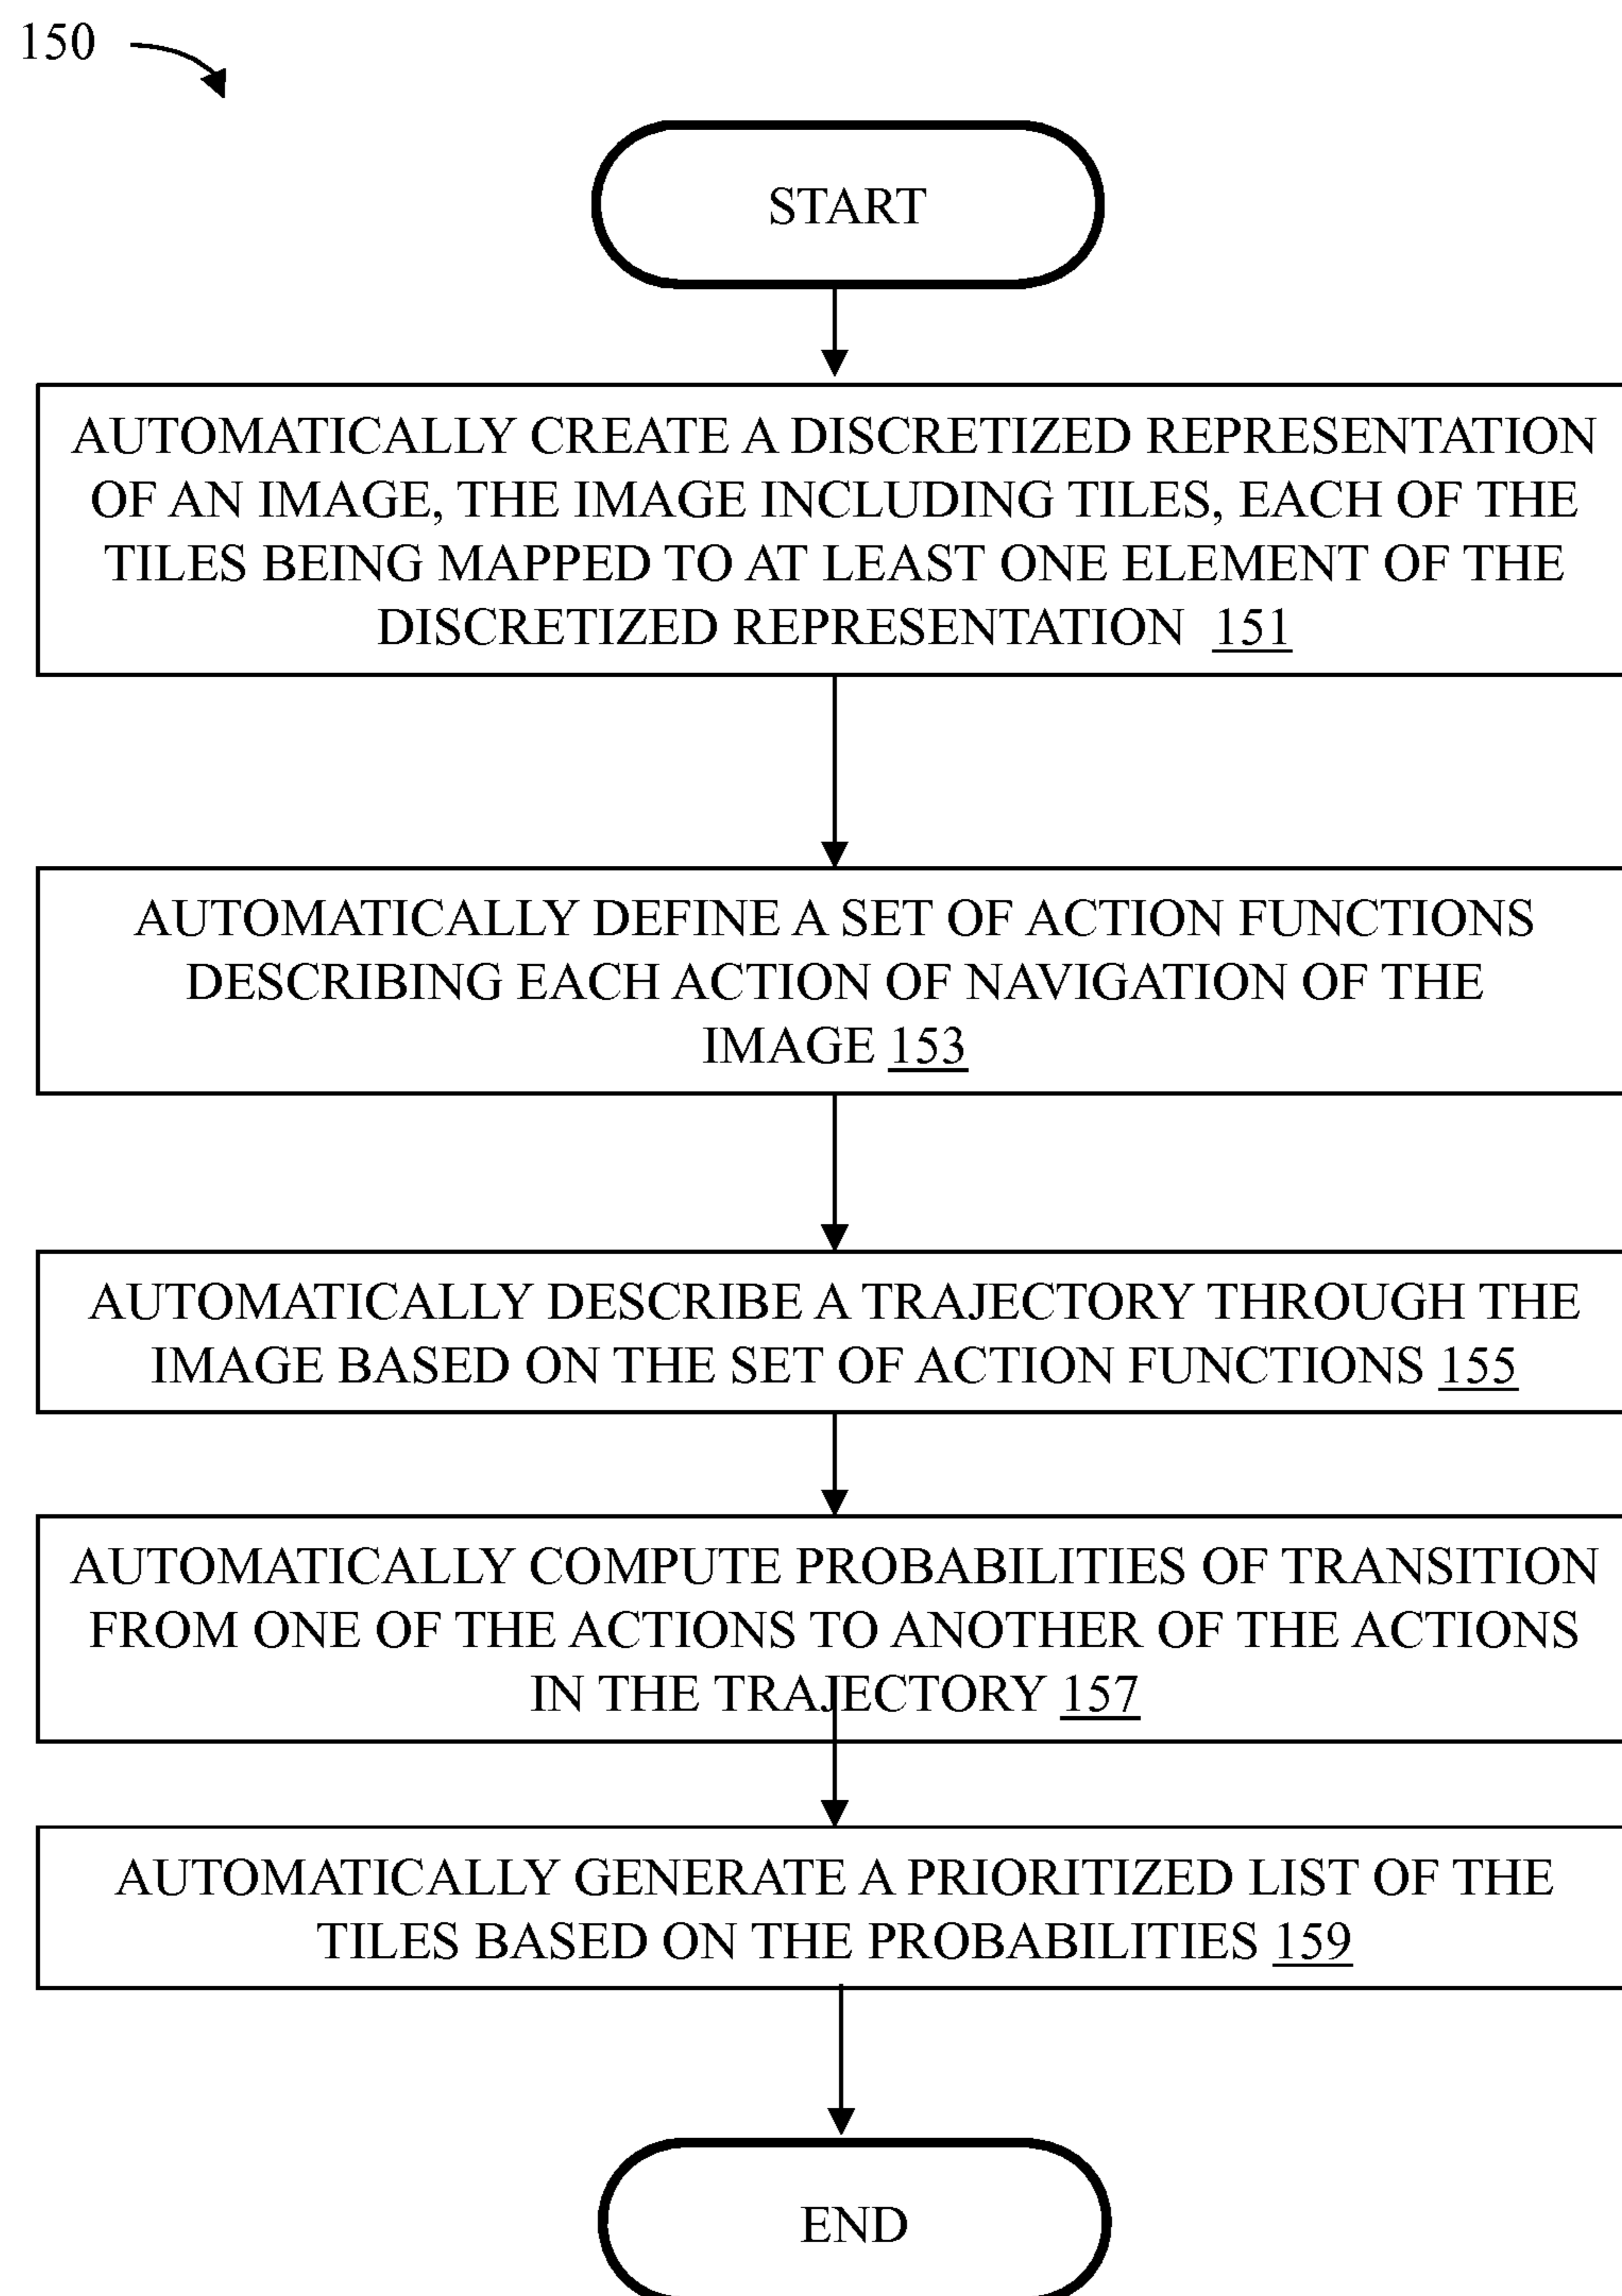 150
START
AUTOMATICALLY CREATE A DISCRETIZED REPRESENTATION
OF AN IMAGE, THE IMAGE INCLUDING TILES, EACH OF THE
TILES BEING MAPPED TO AT LEAST ONE ELEMENT OF THE
DISCRETIZED REPRESENTATION 151
AUTOMATICALLY DEFINE A SET OF ACTION FUNCTIONS
DESCRIBING EACH ACTION OF NAVIGATION OF THE
IMAGE 153
AUTOMATICALLY DESCRIBE A TRAJECTORY THROUGH THE
IMAGE BASED ON THE SET OF ACTION FUNCTIONS 155
AUTOMATICALLY COMPUTE PROBABILITIES OF TRANSITION
FROM ONE OF THE ACTIONS TO ANOTHER OF THE ACTIONS
IN THE TRAJECTORY 157
AUTOMATICALLY GENERATE A PRIORITIZED LIST OF THE
TILES BASED ON THE PROBABILITIES 159
END